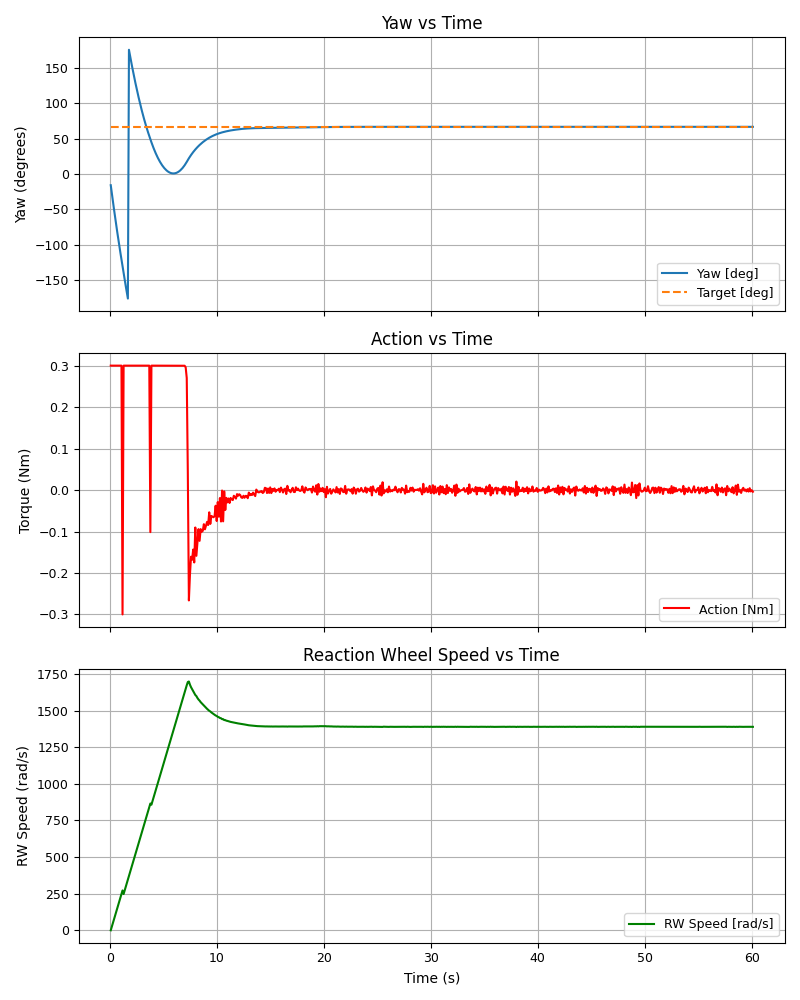 Yaw vs Time
150
100
50
0
−50
−100
−150
Yaw (degrees)
Yaw [deg]
Target [deg]
Action vs Time
0.3
0.2
0.1
0.0
−0.1
−0.2
−0.3
Torque (Nm)
Action [Nm]
Reaction Wheel Speed vs Time
1750
1500
1250
1000
750
500
250
0
RW Speed (rad/s)
RW Speed [rad/s]
0 10 20 30 40 50 60
Time (s)